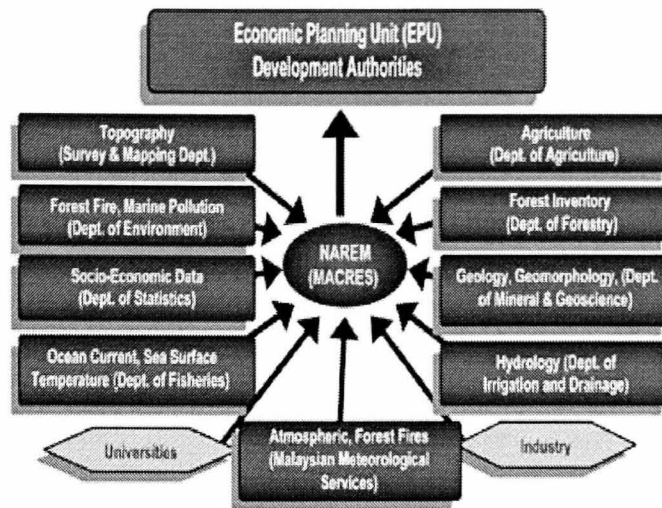 Economic Planning Unit (EPU)
Development Authorities
Topography
(Survey & Mapping Dept.)
Agriculture
(Dept. of Agriculture)
Forest Fire, Marine Pollution
(Dept. of Environment)
Forest Inventory
(Dept. of Forestry)
NAREM
(MACRES)
Socio-Economic Data
(Dept. of Statistics)
Geology, Geomorphology, (Dept.
of Mineral & Geoscience)
Ocean Current, Sea Surface
Temperature (Dept. of Fisheries)
Hydrology (Dept. of
Irrigation and Drainage)
Universities
Atmospheric, Forest Fires
(Malaysian Meteorological
Services)
Industry